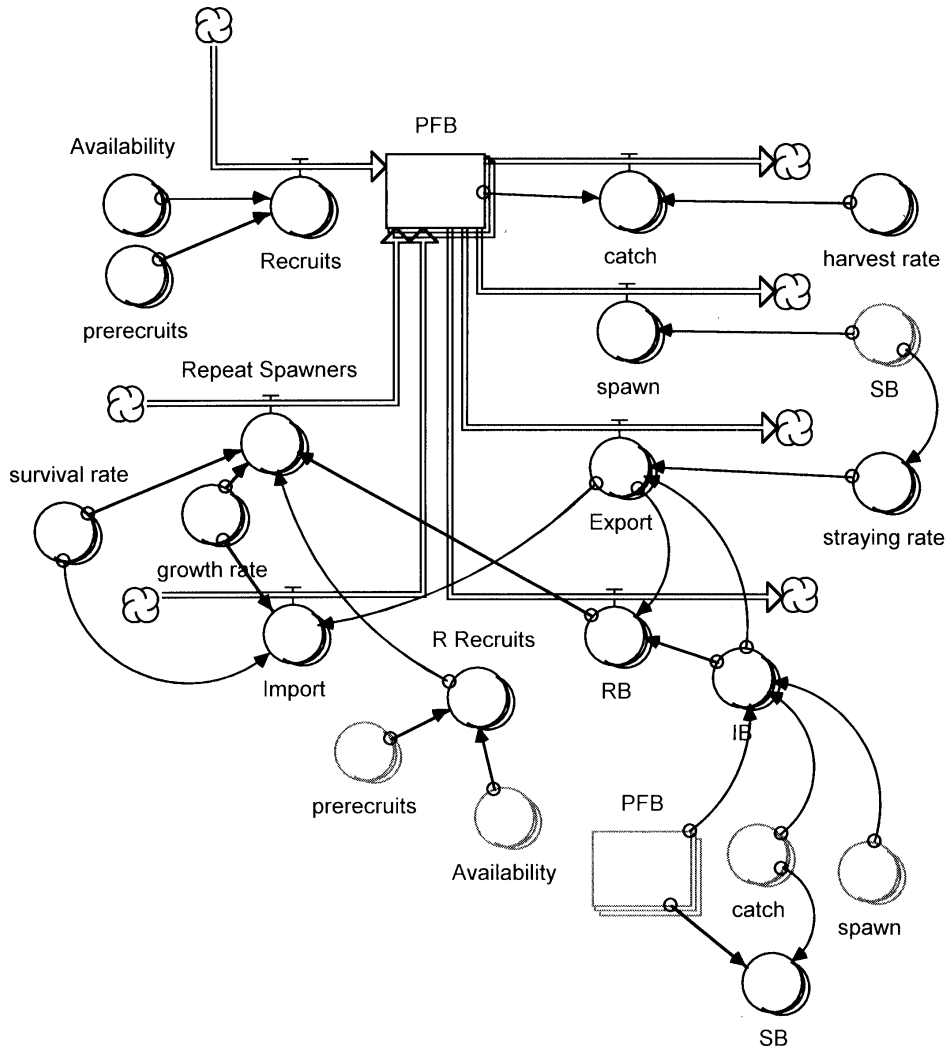 PFB
Availability
Recruits
catch
harvest rate
prerecruits
Repeat Spawners
spawn
SB
survival rate
Export
straying rate
growth rate
R Recruits
Import
RB
IB
prerecruits
PFB
Availability
catch
spawn
SB